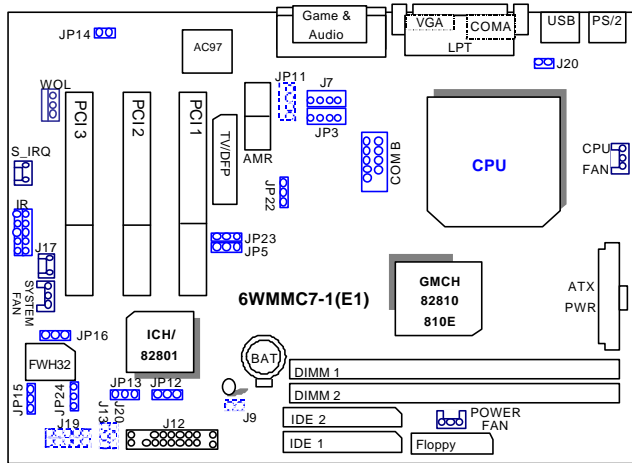 Game &
Audio
VGA
COMA
LPT
USB
PS/2
JP14
AC97
J20
WOL
JP11
J7
JP3
PCI 3
PCI2
PCI1
TV/DFP
AMR
COM B
CPU
CPU
FAN
S_IRQ
IR
JP22
JP23
JP5
J17
SYSTEM
FAN
6WMMC7-1(E1)
GMCH
82810
810E
ATX
PWR
JP16
ICH/
82801
FWH32
BAT
DIMM 1
DIMM 2
JP15
JP24
JP13
JP12
J9
IDE 2
IDE 1
POWER
FAN
Floppy
J19
J13
J20
J12